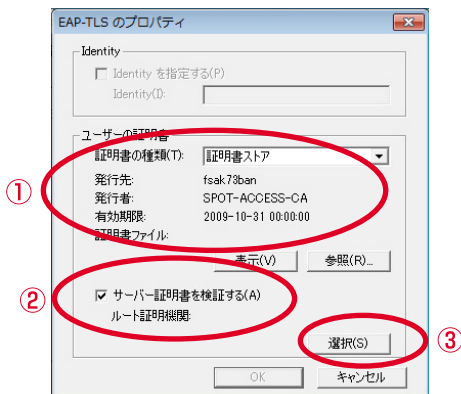 EAP-TLS のプロパティ
Identity
Identity を指定する(P)
Identity(I):
ユーザーの証明書
証明書の種類(T): 証明書ストア
発行先: fsak73ban
発行者: SPOT-ACCESS-CA
有効期限: 2009-10-31 00:00:00
証明書ファイル:
表示(V) 参照(R)...
①
サーバー証明書を検証する(A)
ルート証明機関:
②
選択(S)
③
OK キャンセル